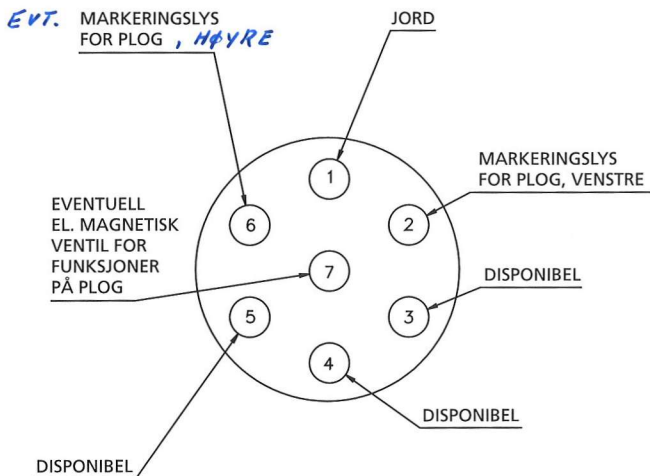 EVT. MARKERINGSLYS
FOR PLOG , HØYRE
JORD
1
MARKERINGSLYS
FOR PLOG, VENSTRE
6
2
EVENTUELL
EL. MAGNETISK
VENTIL FOR
FUNKSJONER
PÅ PLOG
7
DISPONIBEL
5
3
4
DISPONIBEL
DISPONIBEL